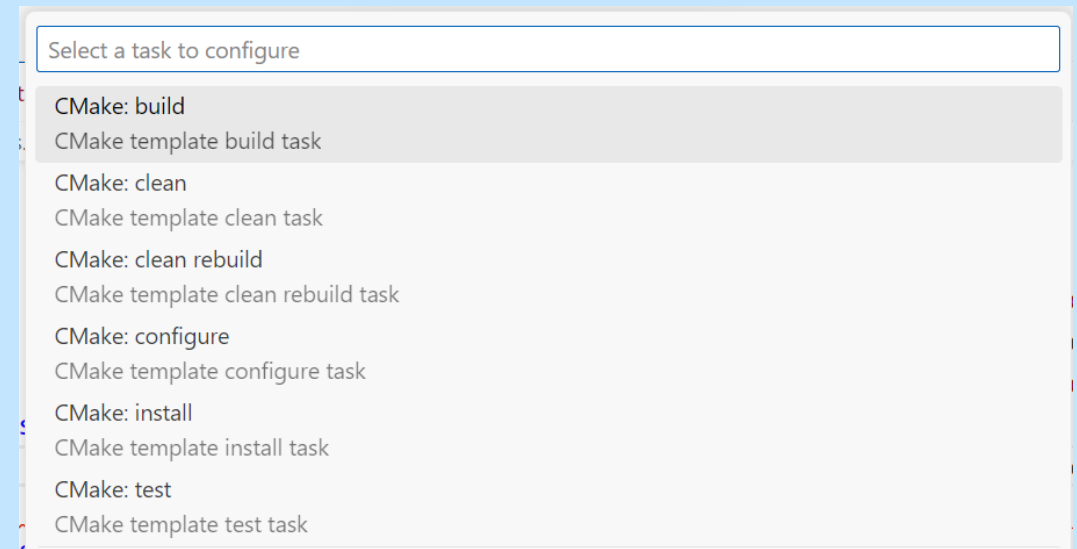 Select a task to configure
CMake: build
CMake template build task
CMake: clean
CMake template clean task
CMake: clean rebuild
CMake template clean rebuild task
CMake: configure
CMake template configure task
CMake: install
CMake template install task
CMake: test
CMake template test task